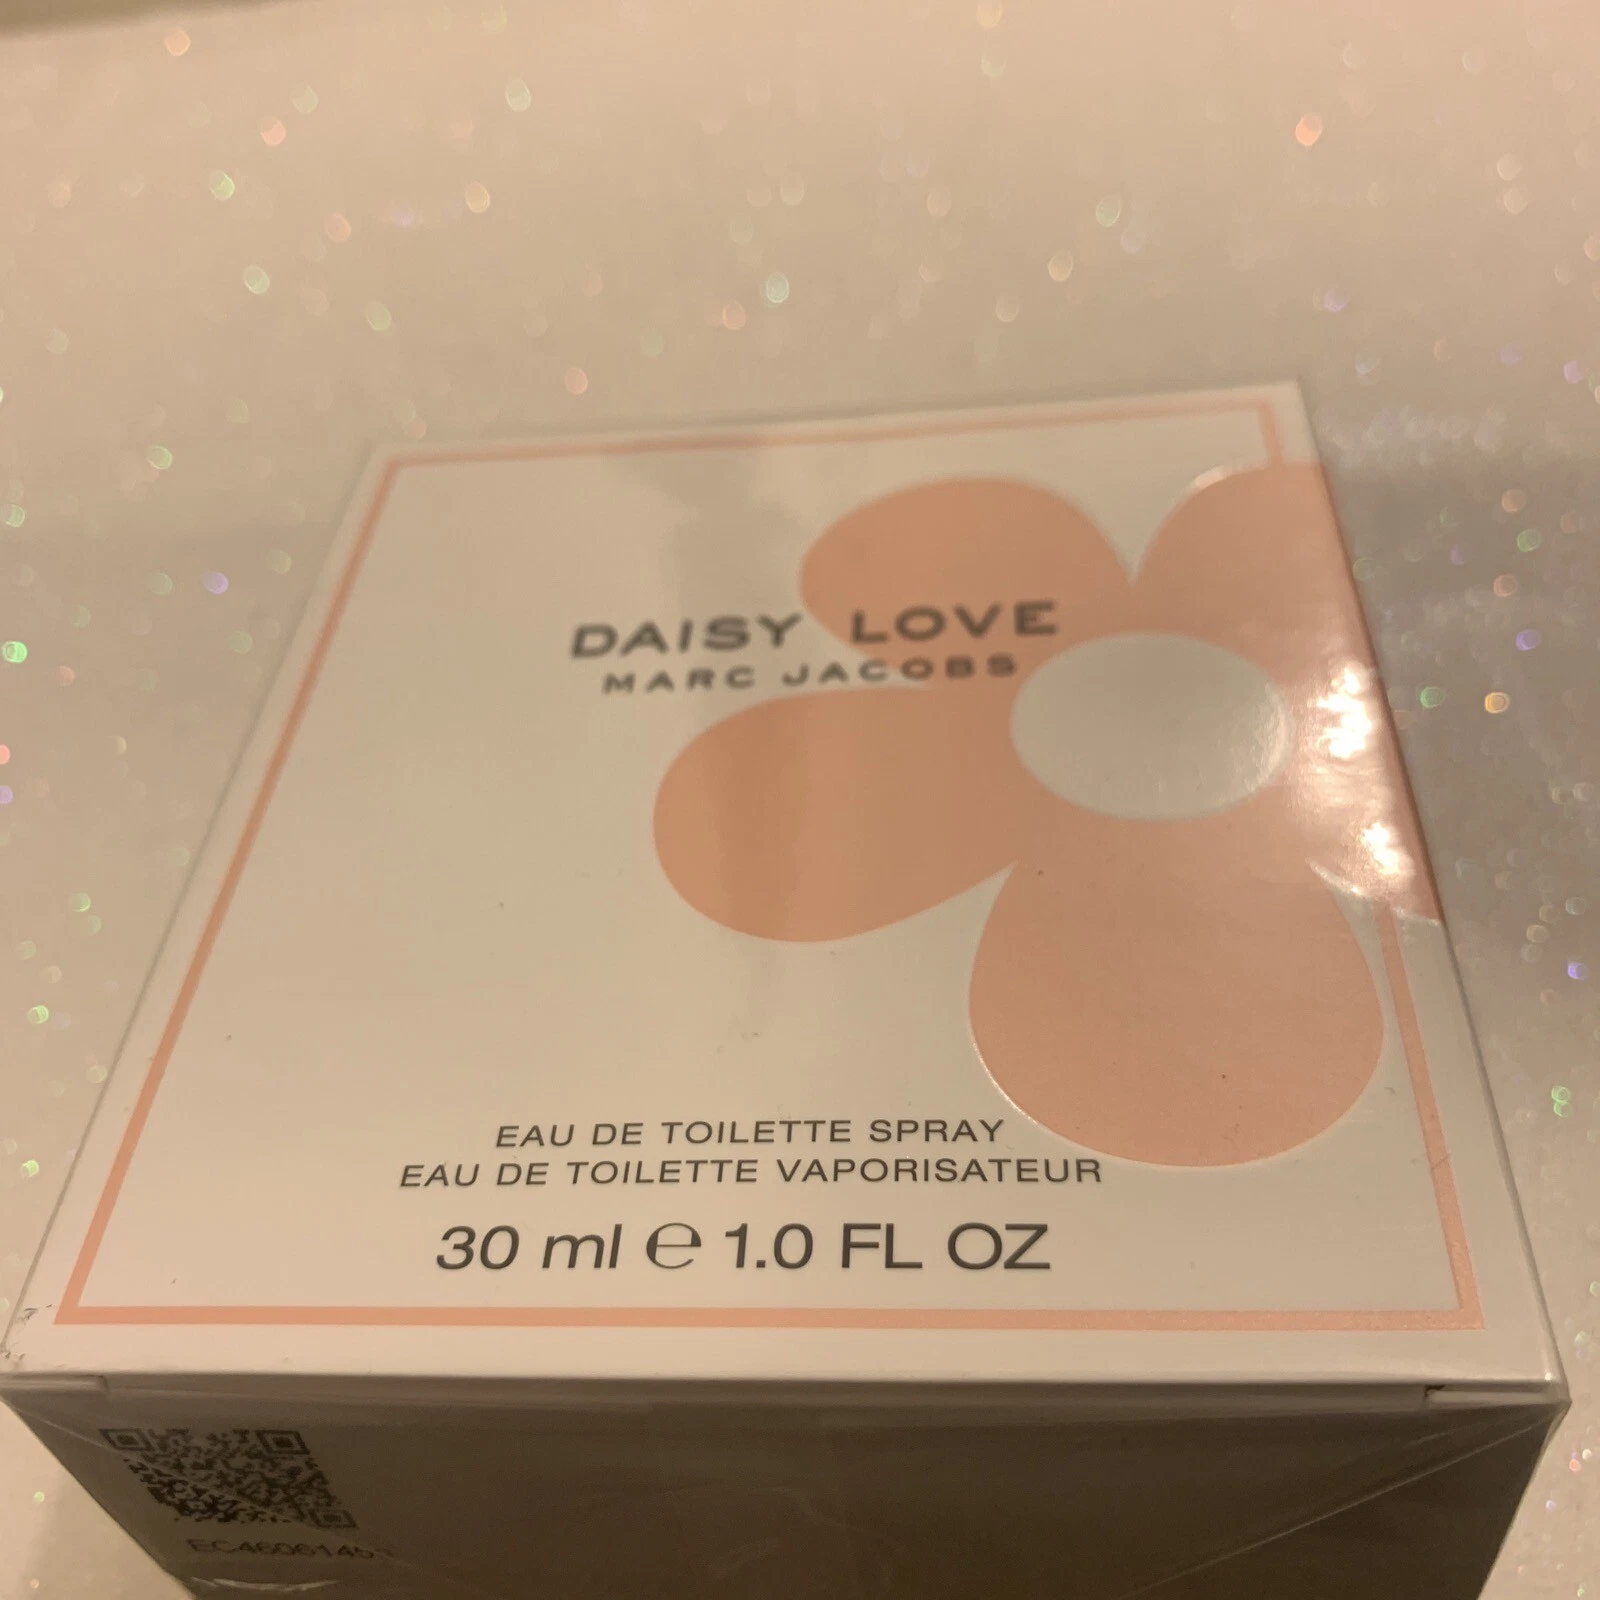 DAISY LOVE
MARC JACOBS
EAU DE TOILETTE SPRAY
EAU DE TOILETTE VAPORISATEUR
30 ml ℮ 1.0 FL OZ